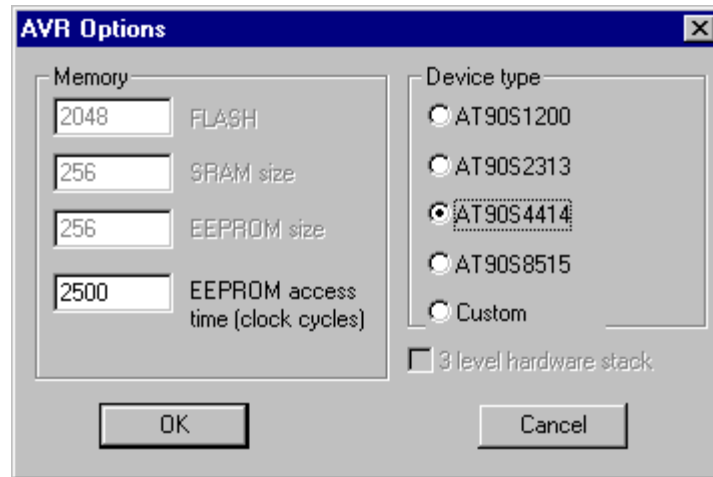 AVR Options
Memory
2048 FLASH
256 SRAM size
256 EEPROM size
2500 EEPROM access
time (clock cycles)
Device type
AT90S1200
AT90S2313
AT90S4414
AT90S8515
Custom
3 level hardware stack
OK
Cancel